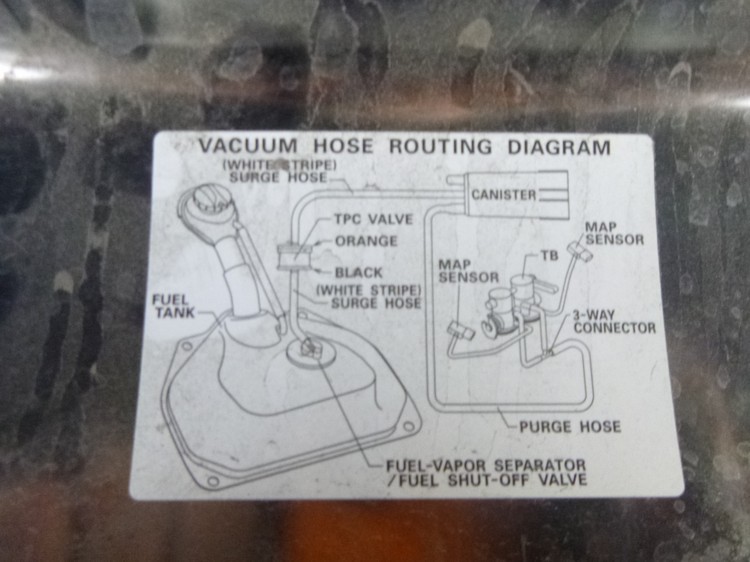 VACUUM HOSE ROUTING DIAGRAM
(WHITE STRIPE)
SURGE HOSE
CANISTER
TPC VALVE
ORANGE
BLACK
(WHITE STRIPE)
SURGE HOSE
FUEL
TANK
MAP
SENSOR
TB
MAP
SENSOR
3-WAY
CONNECTOR
PURGE HOSE
FUEL-VAPOR SEPARATOR
/FUEL SHUT-OFF VALVE